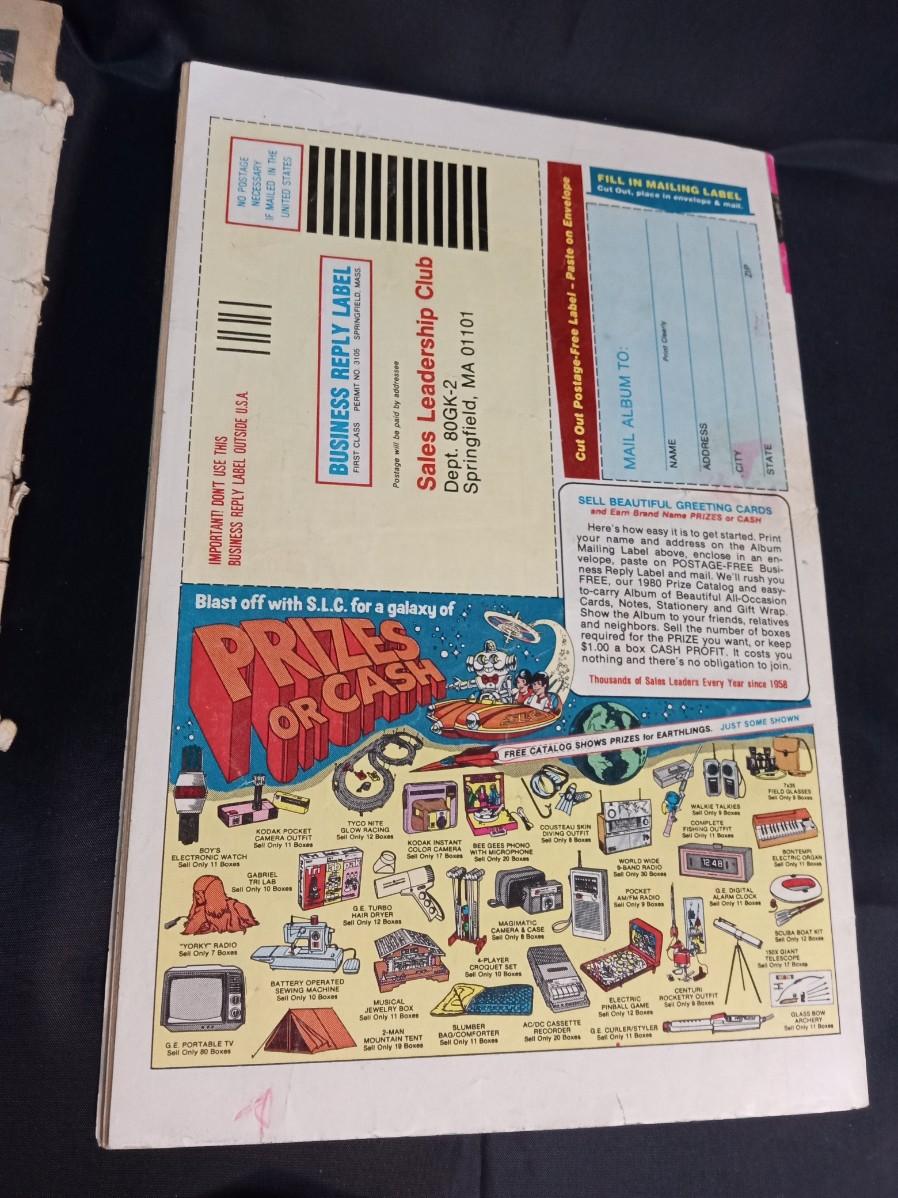 NO POSTAGE
NECESSARY
IF MAILED IN THE
UNITED STATES
IMPORTANT! DON'T USE THIS
BUSINESS REPLY LABEL OUTSIDE U.S.A.
BUSINESS REPLY LABEL
FIRST CLASS PERMIT NO. 3105 SPRINGFIELD, MASS.
Postage will be paid by addressee
Sales Leadership Club
Dept. 80GK-2
Springfield, MA 01101
Cut Out Postage-Free Label - Paste on Envelope
FILL IN MAILING LABEL
Cut Out, place in envelope & mail.
MAIL ALBUM TO:
Print Clearly
NAME
ADDRESS
CITY
STATE
ZIP
SELL BEAUTIFUL GREETING CARDS
and Earn Brand Name PRIZES or CASH
Here's how easy it is to get started. Print
your name and address on the Album
Mailing Label above, enclose in an en-
velope, paste on POSTAGE-FREE Busi-
ness Reply Label and mail. We'll rush you
FREE, our 1980 Prize Catalog and easy-
to-carry Album of Beautiful All-Occasion
Cards, Notes, Stationery and Gift Wrap.
Show the Album to your friends, relatives
and neighbors. Sell the number of boxes
required for the PRIZE you want, or keep
$1.00 a box CASH PROFIT. It costs you
nothing and there's no obligation to join.
Thousands of Sales Leaders Every Year since 1958
Blast off with S.L.C. for a galaxy of
PRIZES
OR CASH
FREE CATALOG SHOWS PRIZES for EARTHLINGS. JUST SOME SHOWN
BOY'S
ELECTRONIC WATCH
Sell Only 11 Boxes
KODAK POCKET
CAMERA OUTFIT
Sell Only 11 Boxes
TYCO NITE
GLOW RACING
Sell Only 12 Boxes
KODAK INSTANT
COLOR CAMERA
Sell Only 17 Boxes
BEE GEES PHONO
WITH MICROPHONE
Sell Only 20 Boxes
COUSTEAU SKIN
DIVING OUTFIT
Sell Only 8 Boxes
WORLD WIDE
9-BAND RADIO
Sell Only 30 Boxes
WALKIE TALKIES
Sell Only 9 Boxes
COMPLETE
FISHING OUTFIT
Sell Only 11 Boxes
7x35
FIELD GLASSES
Sell Only 9 Boxes
BONTEMPI
ELECTRIC ORGAN
Sell Only 11 Boxes
GABRIEL
TRI LAB
Sell Only 10 Boxes
Tri
G.E. TURBO
HAIR DRYER
Sell Only 12 Boxes
MAGIMATIC
CAMERA & CASE
Sell Only 8 Boxes
POCKET
AM/FM RADIO
Sell Only 9 Boxes
12:48
G.E. DIGITAL
ALARM CLOCK
Sell Only 11 Boxes
SCUBA BOAT KIT
Sell Only 12 Boxes
"YORKY" RADIO
Sell Only 7 Boxes
BATTERY OPERATED
SEWING MACHINE
Sell Only 10 Boxes
MUSICAL
JEWELRY BOX
Sell Only 11 Boxes
4-PLAYER
CROQUET SET
Sell Only 10 Boxes
ELECTRIC
PINBALL GAME
Sell Only 12 Boxes
CENTURI
ROCKETRY OUTFIT
Sell Only 9 Boxes
150X GIANT
TELESCOPE
Sell Only 17 Boxes
G.E. PORTABLE TV
Sell Only 80 Boxes
2-MAN
MOUNTAIN TENT
Sell Only 19 Boxes
SLUMBER
BAG/COMFORTER
Sell Only 11 Boxes
AC/DC CASSETTE
RECORDER
Sell Only 20 Boxes
G.E. CURLER/STYLER
Sell Only 11 Boxes
GLASS BOW
ARCHERY
Sell Only 11 Boxes